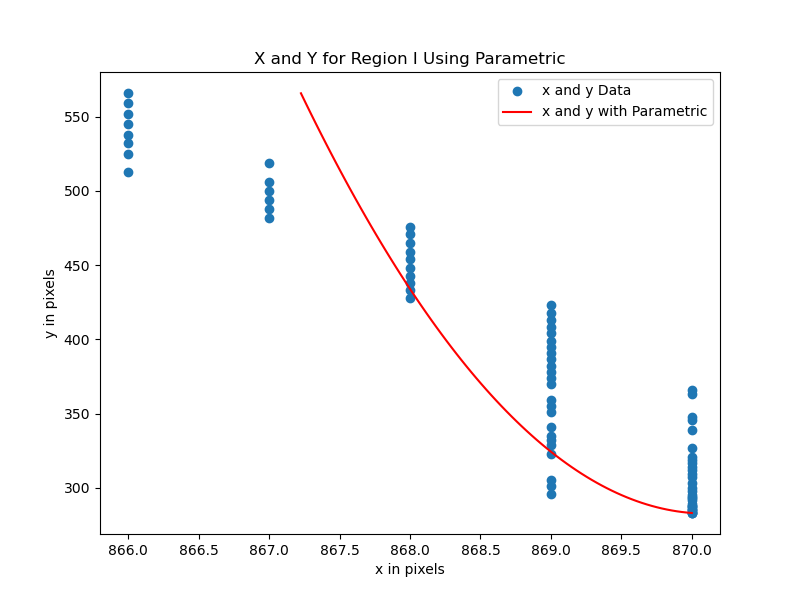 X and Y for Region I Using Parametric
x and y Data
x and y with Parametric
550
500
450
400
350
300
y in pixels
866.0 866.5 867.0 867.5 868.0 868.5 869.0 869.5 870.0
x in pixels